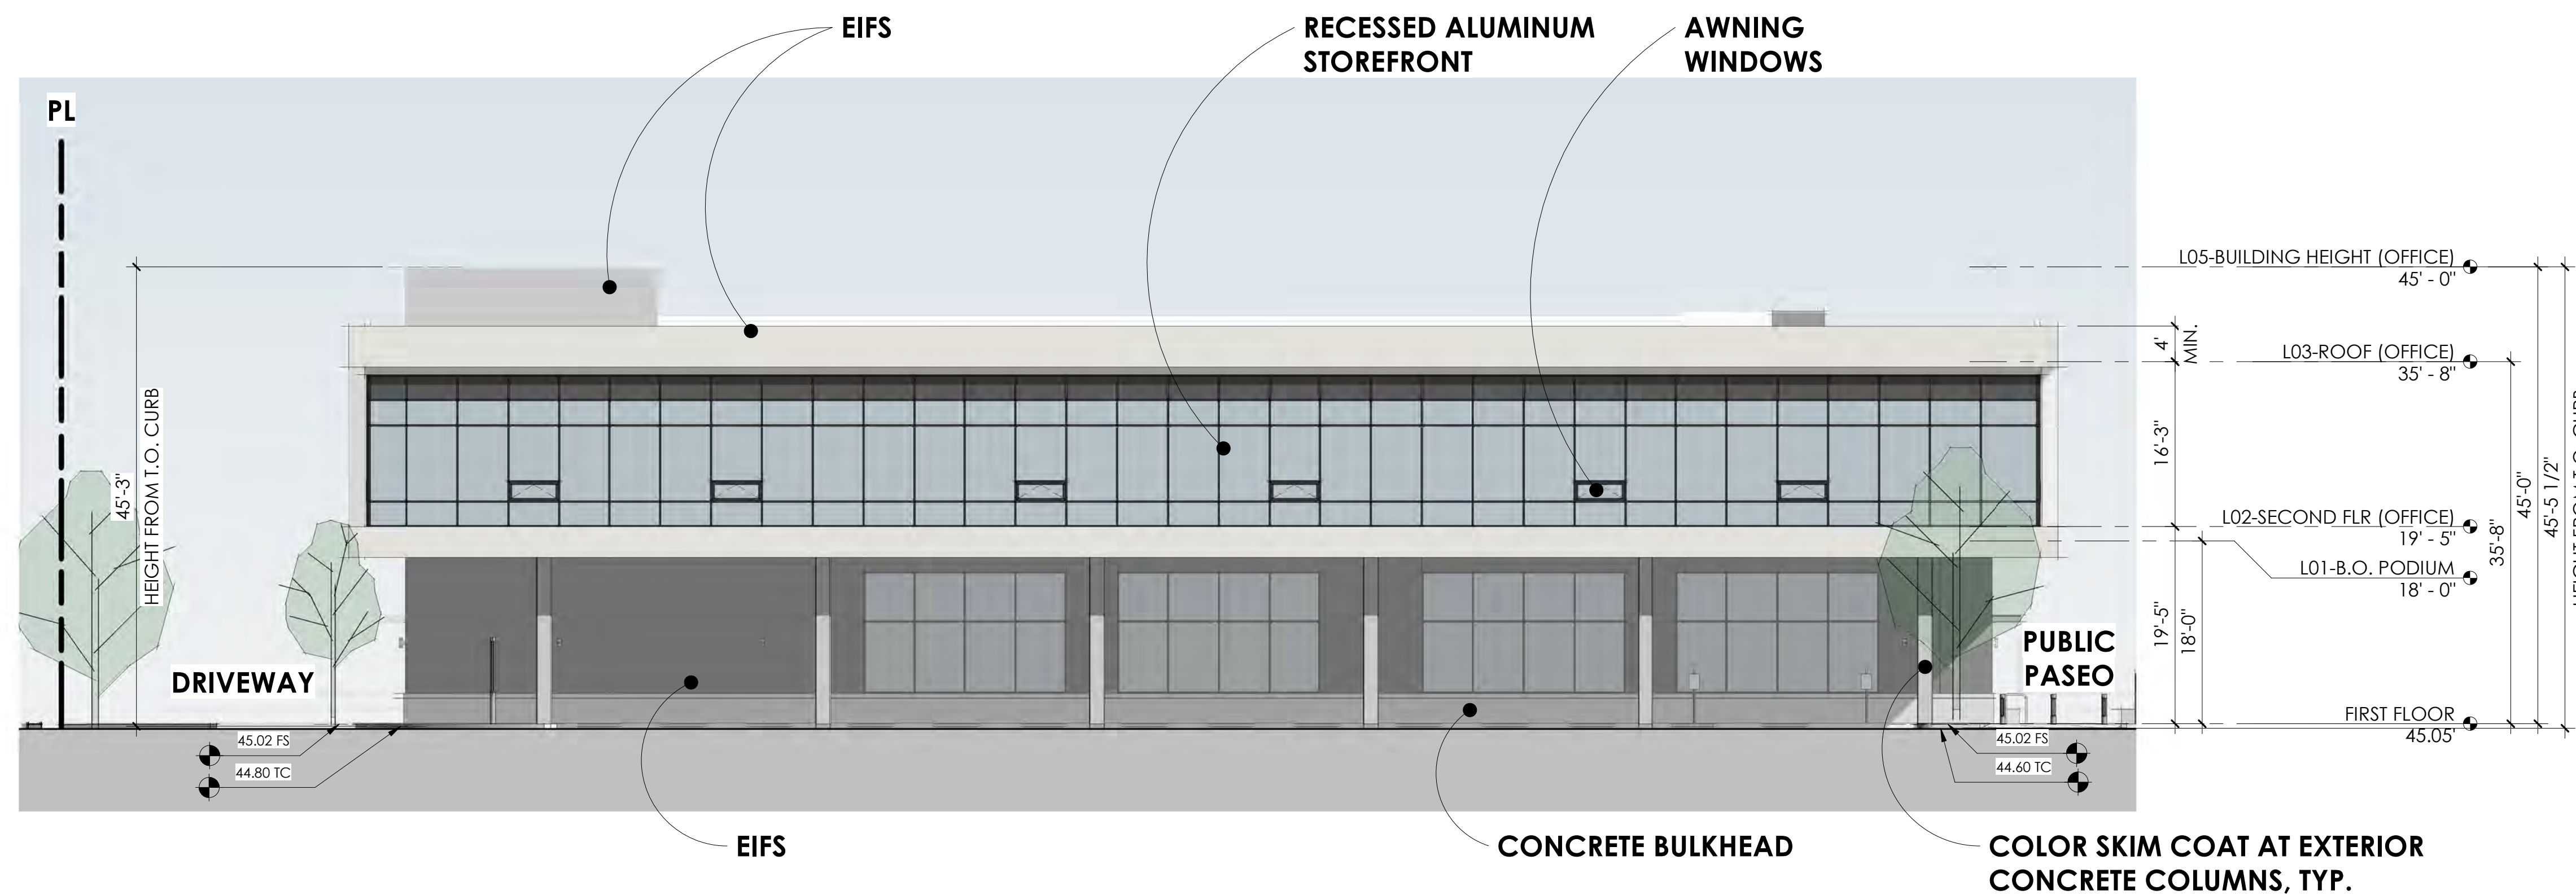 EIFS
RECESSED ALUMINUM
STOREFRONT
AWNING
WINDOWS
PL
L05-BUILDING HEIGHT (OFFICE)
45' - 0"
4'
MIN.
L03-ROOF (OFFICE)
35' - 8"
45'-3"
HEIGHT FROM T.O. CURB
16'-3"
L02-SECOND FLR (OFFICE)
19' - 5"
L01-B.O. PODIUM
18' - 0"
35'-8"
45'-0"
45'-5 1/2"
19'-5"
18'-0"
DRIVEWAY
PUBLIC
PASEO
FIRST FLOOR
45.05'
45.02 FS
44.80 TC
45.02 FS
44.60 TC
EIFS
CONCRETE BULKHEAD
COLOR SKIM COAT AT EXTERIOR
CONCRETE COLUMNS, TYP.